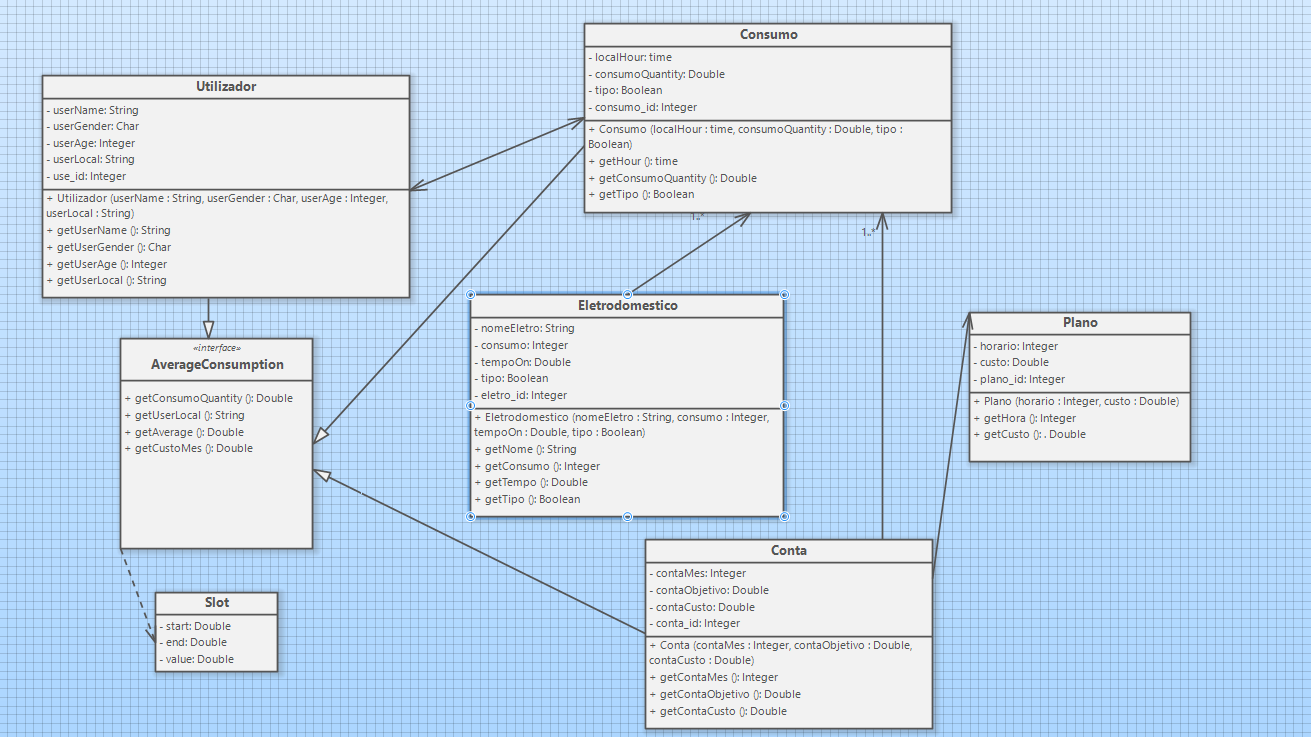 Consumo
- localHour: time
- consumoQuantity: Double
- tipo: Boolean
- consumo_id: Integer
+ Consumo (localHour : time, consumoQuantity : Double, tipo :
Boolean)
+ getHour (): time
+ getConsumoQuantity (): Double
+ getTipo (): Boolean
Utilizador
- userName: String
- userGender: Char
- userAge: Integer
- userLocal: String
- use_id: Integer
+ Utilizador (userName : String, userGender : Char, userAge : Integer,
userLocal : String)
+ getUserName (): String
+ getUserGender (): Char
+ getUserAge (): Integer
+ getUserLocal (): String
1..*
1..*
Eletrodomestico
- nomeEletro: String
- consumo: Integer
- tempoOn: Double
- tipo: Boolean
- eletro_id: Integer
+ Eletrodomestico (nomeEletro : String, consumo : Integer,
tempoOn : Double, tipo : Boolean)
+ getNome (): String
+ getConsumo (): Integer
+ getTempo (): Double
+ getTipo (): Boolean
Plano
- horario: Integer
- custo: Double
- plano_id: Integer
+ Plano (horario : Integer, custo : Double)
+ getHora (): Integer
+ getCusto (): . Double
«interface»
AverageConsumption
+ getConsumoQuantity (): Double
+ getUserLocal (): String
+ getAverage (): Double
+ getCustoMes (): Double
Slot
- start: Double
- end: Double
- value: Double
Conta
- contaMes: Integer
- contaObjetivo: Double
- contaCusto: Double
- conta_id: Integer
+ Conta (contaMes : Integer, contaObjetivo : Double,
contaCusto : Double)
+ getContaMes (): Integer
+ getContaObjetivo (): Double
+ getContaCusto (): Double